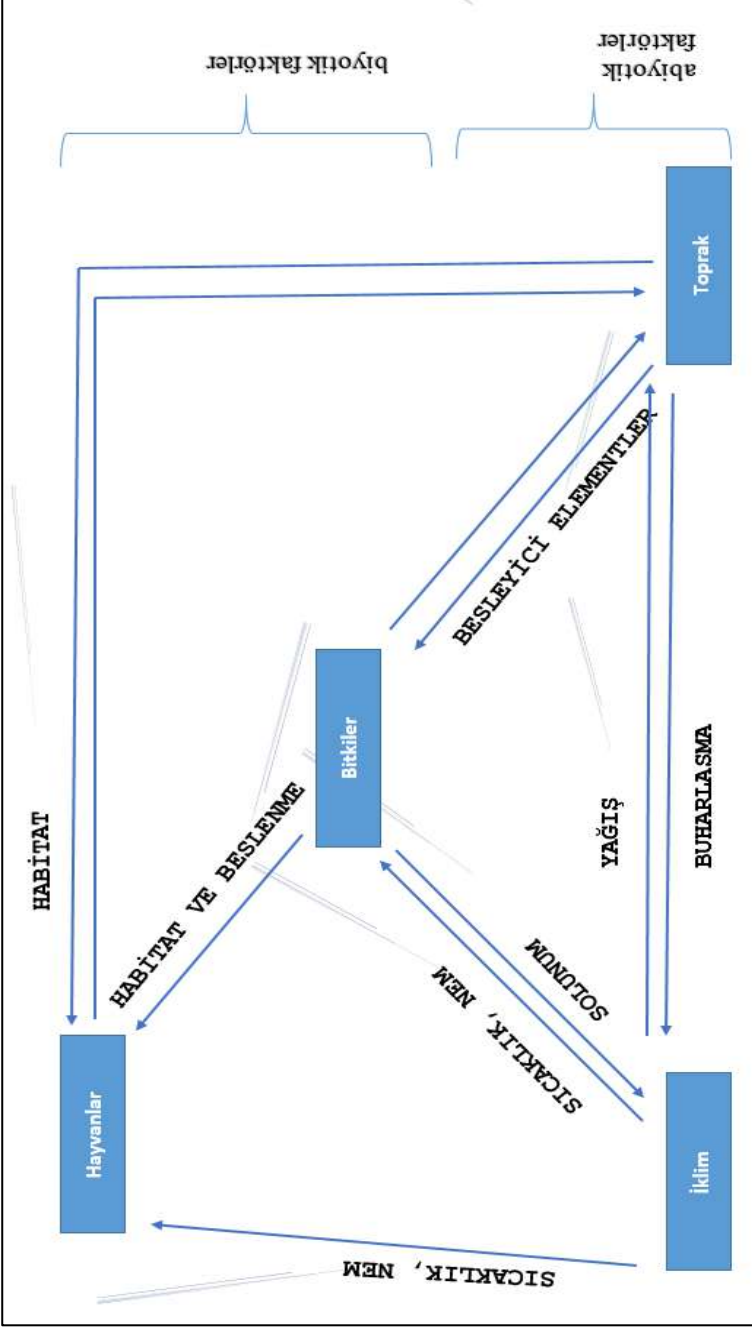 Hayvanlar
HABİTAT
HABİTAT VE BESLENME
Bitkiler
biyotik faktörler
SICAKLIK, NEM
SICAKLIK, NEM
SOLUNUM
BESLEYİCİ ELEMENTLER
İklim
YAĞIŞ
BUHARLASMA
Toprak
abiyotik
faktörler